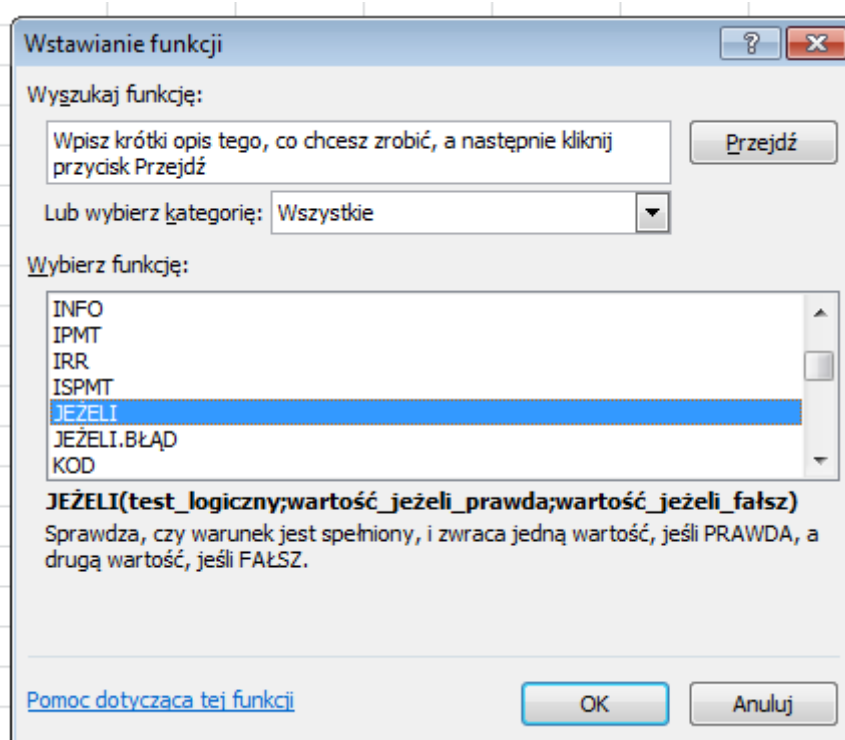 Wstawianie funkcji
Wyszukaj funkcję:
Wpisz krótki opis tego, co chcesz zrobić, a następnie kliknij
przycisk Przejdź
Przejdź
Lub wybierz kategorię: Wszystkie
Wybierz funkcję:
INFO
IPMT
IRR
ISPMT
JEŻELI
JEŻELI.BŁĄD
KOD
JEŻELI(test_logiczny;wartość_jeżeli_prawda;wartość_jeżeli_fałsz)
Sprawdza, czy warunek jest spełniony, i zwraca jedną wartość, jeśli PRAWDA, a
drugą wartość, jeśli FAŁSZ.
Pomoc dotycząca tej funkcji
OK
Anuluj